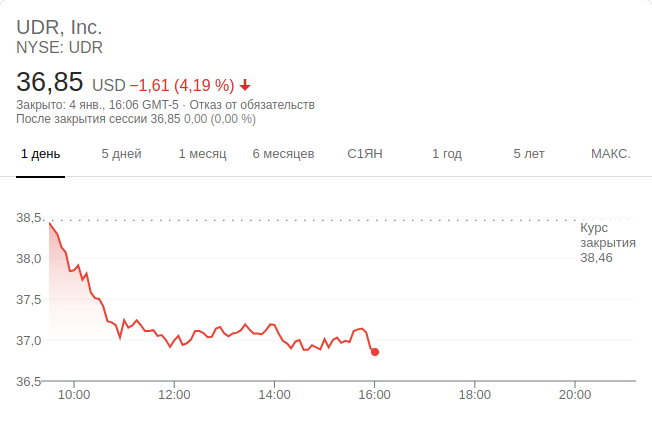 UDR, Inc.
NYSE: UDR
36,85 USD −1,61 (4,19 %)
Закрыто: 4 янв., 16:06 GMT-5 · Отказ от обязательств
После закрытия сессии 36,85 0,00 (0,00 %)
1 день 5 дней 1 месяц 6 месяцев С1ЯН 1 год 5 лет МАКС.
38,5
Курс
закрытия
38,46
38,0
37,5
37,0
36,5
10:00 12:00 14:00 16:00 18:00 20:00